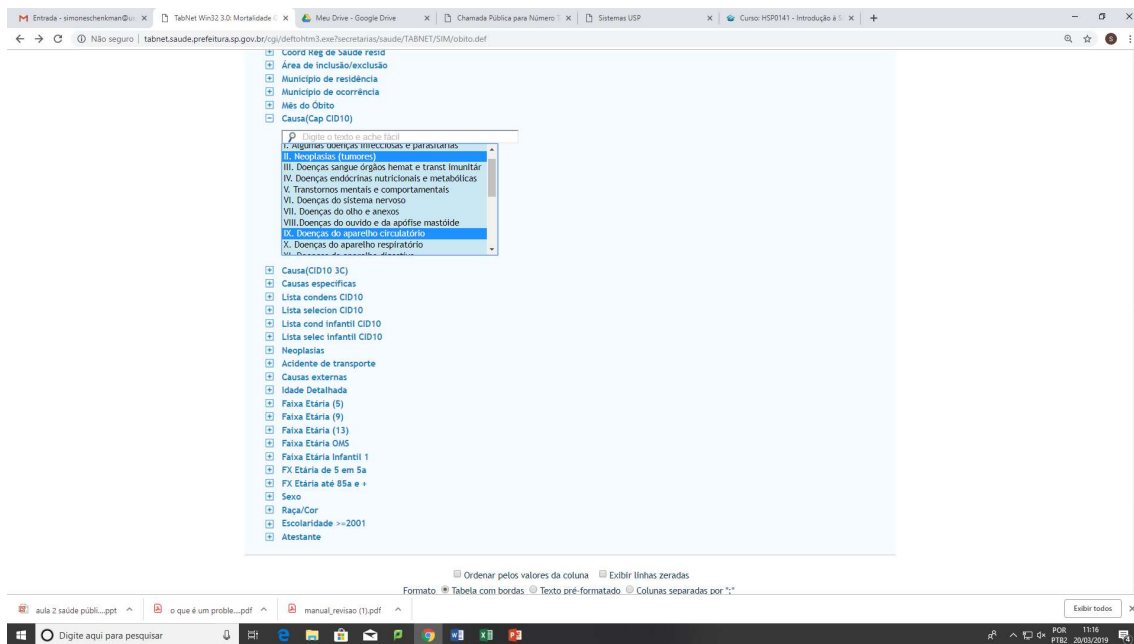 Entrada - simoneschenkman@us
TabNet Win32 3.0: Mortalidade G
Meu Drive - Google Drive
Chamada Pública para Número T
Sistemas USP
Curso: HSP0141 - Introdução à S
Não seguro | tabnet.saude.prefeitura.sp.gov.br/cgi/deftohtm3.exe?secretarias/saude/TABNET/SIM/obito.def
Coord Reg de Saude resid
Área de inclusão/exclusão
Município de residência
Município de ocorrência
Mês do Óbito
Causa(Cap CID10)
Digite o texto e ache fácil
I. Algumas doenças infecciosas e parasitárias
II. Neoplasias (tumores)
III. Doenças sangue órgãos hemat e transt imunitár
IV. Doenças endócrinas nutricionais e metabólicas
V. Transtornos mentais e comportamentais
VI. Doenças do sistema nervoso
VII. Doenças do olho e anexos
VIII.Doenças do ouvido e da apófise mastóide
IX. Doenças do aparelho circulatório
X. Doenças do aparelho respiratório
XI. Doenças do aparelho digestivo
Causa(CID10 3C)
Causas específicas
Lista condens CID10
Lista selecion CID10
Lista cond infantil CID10
Lista selec infantil CID10
Neoplasias
Acidente de transporte
Causas externas
Idade Detalhada
Faixa Etária (5)
Faixa Etária (9)
Faixa Etária (13)
Faixa Etária OMS
Faixa Etária Infantil 1
FX Etária de 5 em 5a
FX Etária até 85a e +
Sexo
Raça/Cor
Escolaridade >=2001
Atestante
Ordenar pelos valores da coluna Exibir linhas zeradas
Formato Tabela com bordas Texto pré-formatado Colunas separadas por ";"
aula 2 saúde públi....ppt
o que é um proble....pdf
manual_revisao (1).pdf
Exibir todos
Digite aqui para pesquisar
POR 11:16
PTB2 20/03/2019